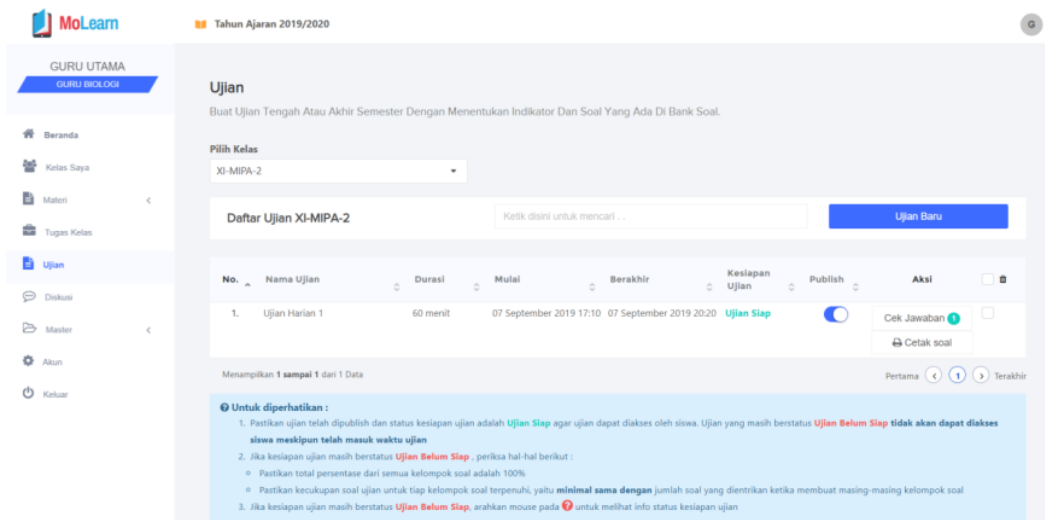 MoLearn
Tahun Ajaran 2019/2020
G
GURU UTAMA
GURU BIOLOGI
Beranda
Kelas Saya
Materi
Tugas Kelas
Ujian
Diskusi
Master
Akun
Keluar
Ujian
Buat Ujian Tengah Atau Akhir Semester Dengan Menentukan Indikator Dan Soal Yang Ada Di Bank Soal.
Pilih Kelas
XI-MIPA-2
Daftar Ujian XI-MIPA-2
Ketik disini untuk mencari . .
Ujian Baru
No. Nama Ujian Durasi Mulai Berakhir Kesiapan Ujian Publish Aksi
1. Ujian Harian 1 60 menit 07 September 2019 17:10 07 September 2019 20:20 Ujian Siap Cek Jawaban 1
Cetak soal
Menampilkan 1 sampai 1 dari 1 Data
Pertama 1 Terakhir
Untuk diperhatikan :
1. Pastikan ujian telah dipublish dan status kesiapan ujian adalah Ujian Siap agar ujian dapat diakses oleh siswa. Ujian yang masih berstatus Ujian Belum Siap tidak akan dapat diakses
siswa meskipun telah masuk waktu ujian
2. Jika kesiapan ujian masih berstatus Ujian Belum Siap , periksa hal-hal berikut :
Pastikan total persentase dari semua kelompok soal adalah 100%
Pastikan kecukupan soal ujian untuk tiap kelompok soal terpenuhi, yaitu minimal sama dengan jumlah soal yang dientrikan ketika membuat masing-masing kelompok soal
3. Jika kesiapan ujian masih berstatus Ujian Belum Siap, arahkan mouse pada ? untuk melihat info status kesiapan ujian